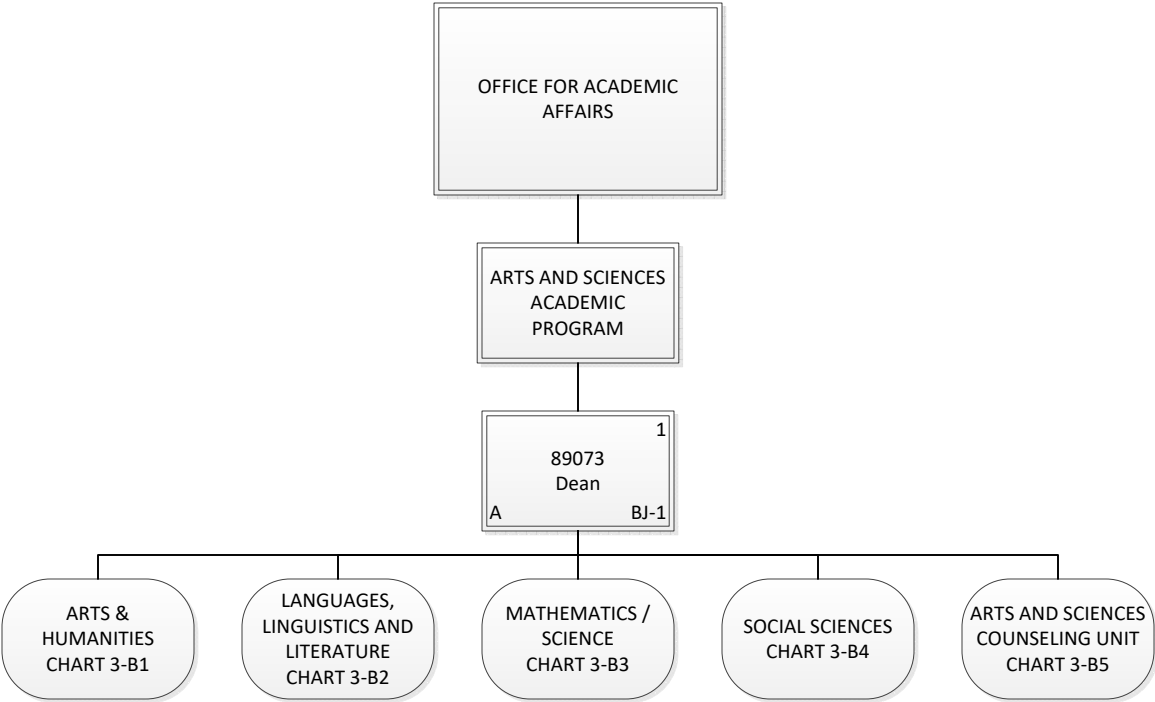 OFFICE FOR ACADEMIC
AFFAIRS
ARTS AND SCIENCES
ACADEMIC
PROGRAM
1
89073
Dean
A
BJ-1
ARTS &
HUMANITIES
CHART 3-B1
LANGUAGES,
LINGUISTICS AND
LITERATURE
CHART 3-B2
MATHEMATICS /
SCIENCE
CHART 3-B3
SOCIAL SCIENCES
CHART 3-B4
ARTS AND SCIENCES
COUNSELING UNIT
CHART 3-B5